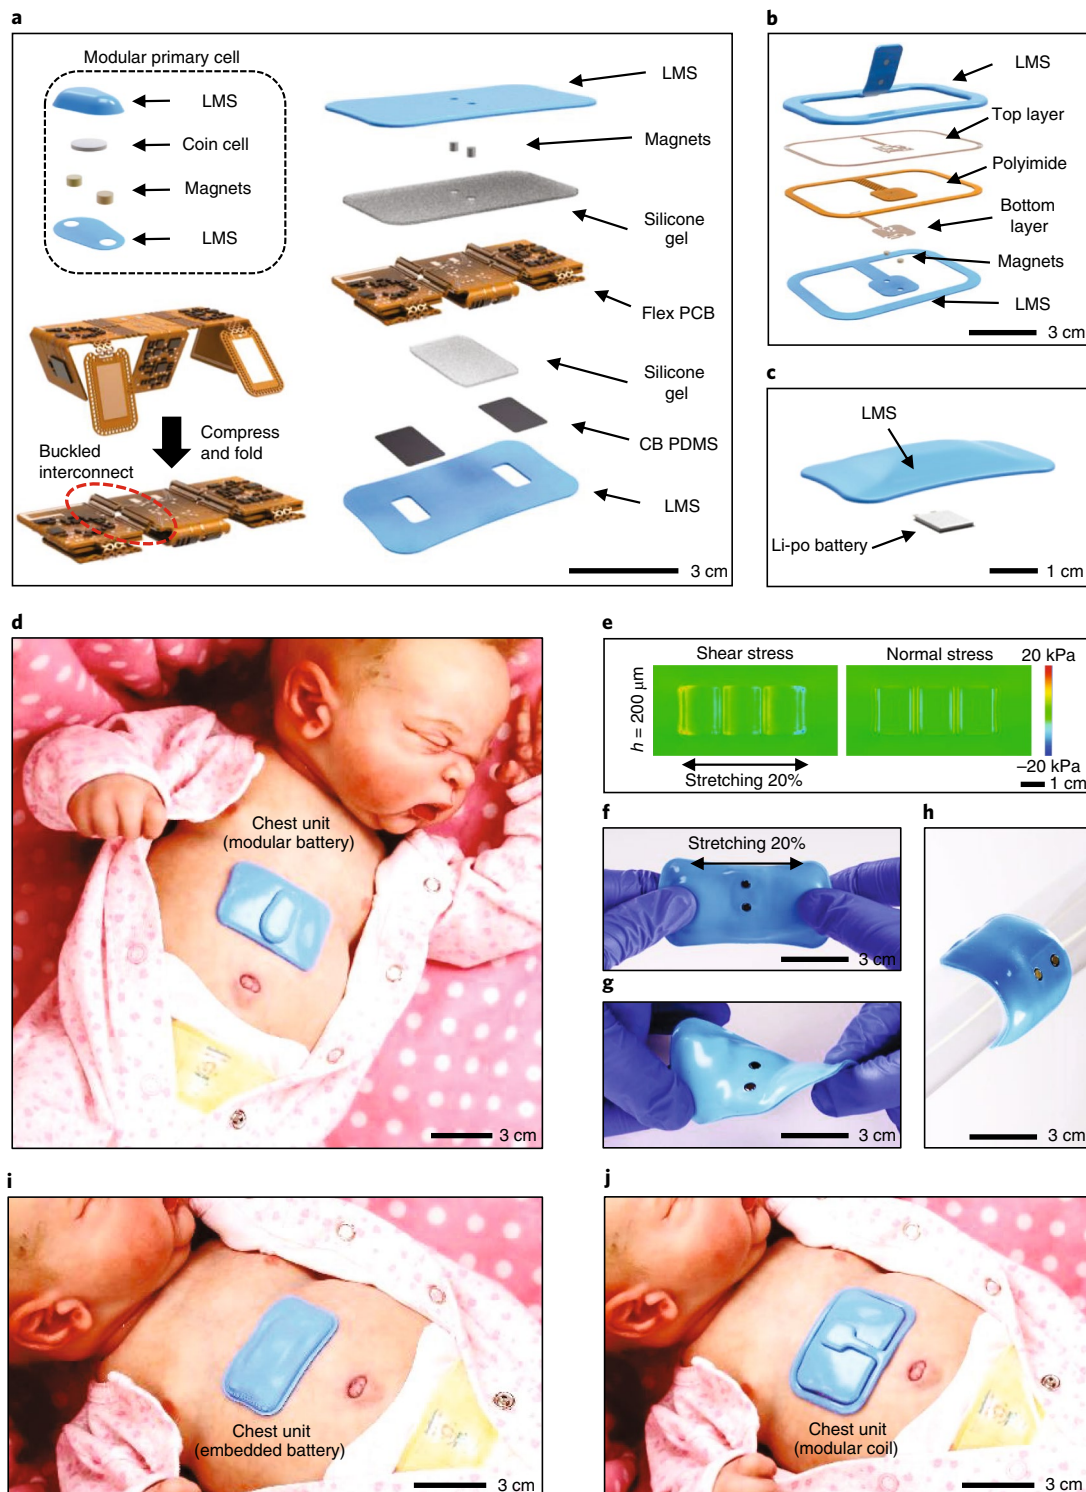 a
Modular primary cell
LMS
Coin cell
Magnets
LMS
Compress
and fold
Buckled
interconnect
LMS
Magnets
Silicone
gel
Flex PCB
Silicone
gel
CB PDMS
LMS
3 cm
b
LMS
Top layer
Polyimide
Bottom
layer
Magnets
LMS
3 cm
c
LMS
Li-po battery
1 cm
d
Chest unit
(modular battery)
3 cm
e
Shear stress
Normal stress
20 kPa
h = 200 μm
Stretching 20%
–20 kPa
1 cm
f
Stretching 20%
3 cm
g
3 cm
h
3 cm
i
Chest unit
(embedded battery)
3 cm
j
Chest unit
(modular coil)
3 cm